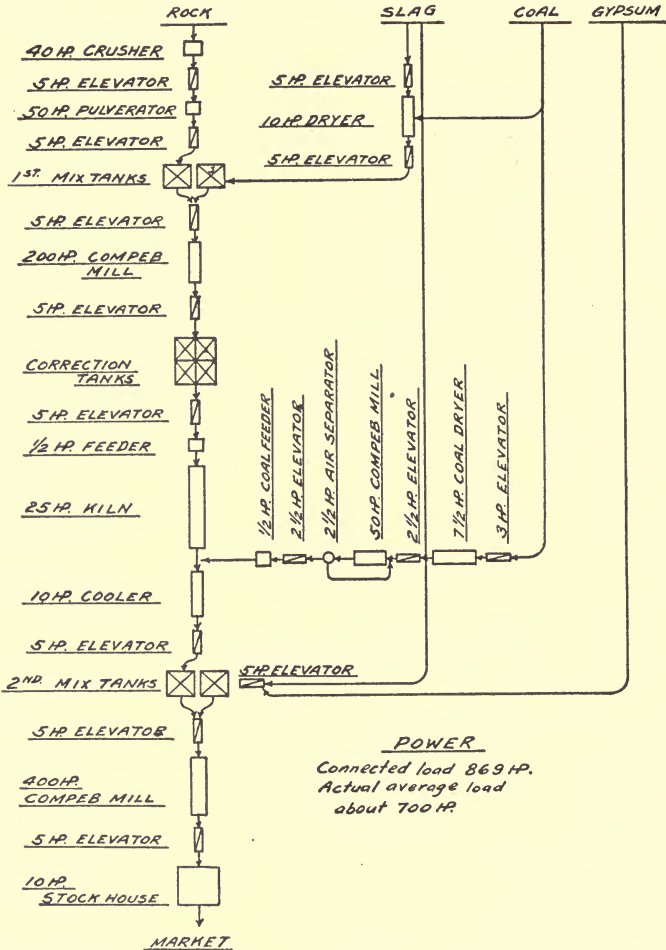 ROCK
SLAG
COAL
GYPSUM
40 HP. CRUSHER
5 HP. ELEVATOR
50 HP. PULVERATOR
5 HP. ELEVATOR
1ST. MIX TANKS
5 HP. ELEVATOR
10 HP. DRYER
5 HP. ELEVATOR
5 HP. ELEVATOR
200 HP. COMPEB
MILL
5 HP. ELEVATOR
CORRECTION
TANKS
5 HP. ELEVATOR
1/2 HP. FEEDER
25 HP. KILN
1/2 HP. COAL FEEDER
2 1/2 HP. ELEVATOR
2 1/2 HP. AIR SEPARATOR
50 HP. COMPEB MILL
2 1/2 HP. ELEVATOR
7 1/2 HP. COAL DRYER
3 HP. ELEVATOR
10 HP. COOLER
5 HP. ELEVATOR
2ND. MIX TANKS
5 HP. ELEVATOR
5 HP. ELEVATOR
400 HP.
COMPEB MILL
5 HP. ELEVATOR
10 HP.
STOCK HOUSE
MARKET
POWER
Connected load 869 HP.
Actual average load
about 700 HP.